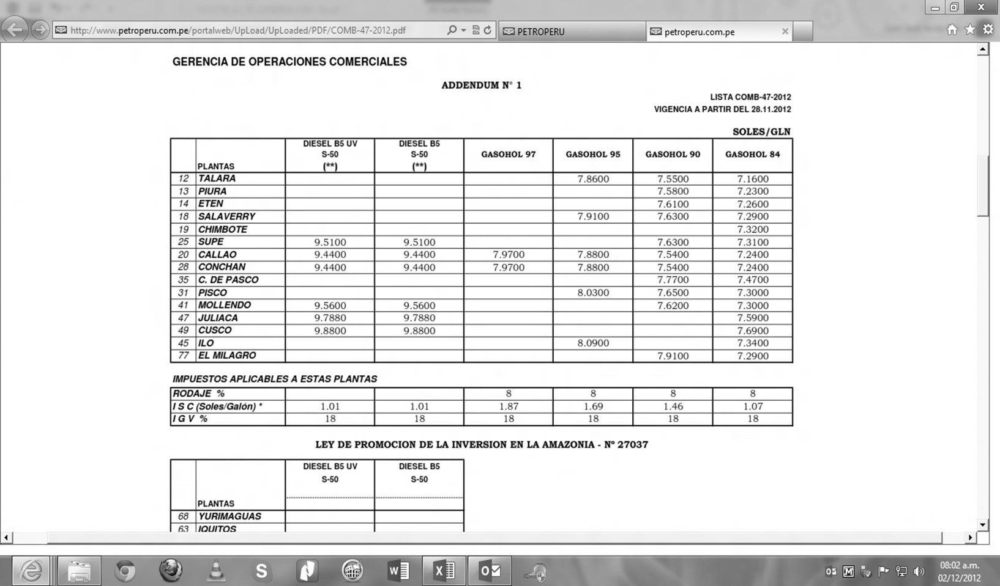 http://www.petroperu.com.pe/portalweb/UpLoad/UpLoaded/PDF/COMB-47-2012.pdf
PETROPERU
petroperu.com.pe
GERENCIA DE OPERACIONES COMERCIALES
ADDENDUM N° 1
LISTA COMB-47-2012
VIGENCIA A PARTIR DEL 28.11.2012
SOLES/GLN
PLANTAS DIESEL B5 UV S-50 (**) DIESEL B5 S-50 (**) GASOHOL 97 GASOHOL 95 GASOHOL 90 GASOHOL 84
12 TALARA 7.8600 7.5500 7.1600
13 PIURA 7.5800 7.2300
14 ETEN 7.6100 7.2600
18 SALAVERRY 7.9100 7.6300 7.2900
19 CHIMBOTE 7.3200
25 SUPE 9.5100 9.5100 7.6300 7.3100
20 CALLAO 9.4400 9.4400 7.9700 7.8800 7.5400 7.2400
28 CONCHAN 9.4400 9.4400 7.9700 7.8800 7.5400 7.2400
35 C. DE PASCO 7.7700 7.4700
31 PISCO 8.0300 7.6500 7.3000
41 MOLLENDO 9.5600 9.5600 7.6200 7.3000
47 JULIACA 9.7880 9.7880 7.5900
49 CUSCO 9.8800 9.8800 7.6900
45 ILO 8.0900 7.3400
77 EL MILAGRO 7.9100 7.2900
IMPUESTOS APLICABLES A ESTAS PLANTAS
RODAJE % 8 8 8 8
I S C (Soles/Galón) * 1.01 1.01 1.87 1.69 1.46 1.07
I G V % 18 18 18 18 18 18
LEY DE PROMOCION DE LA INVERSION EN LA AMAZONIA - Nº 27037
PLANTAS DIESEL B5 UV S-50 DIESEL B5 S-50
68 YURIMAGUAS
63 IQUITOS
08:02 a.m.
02/12/2012